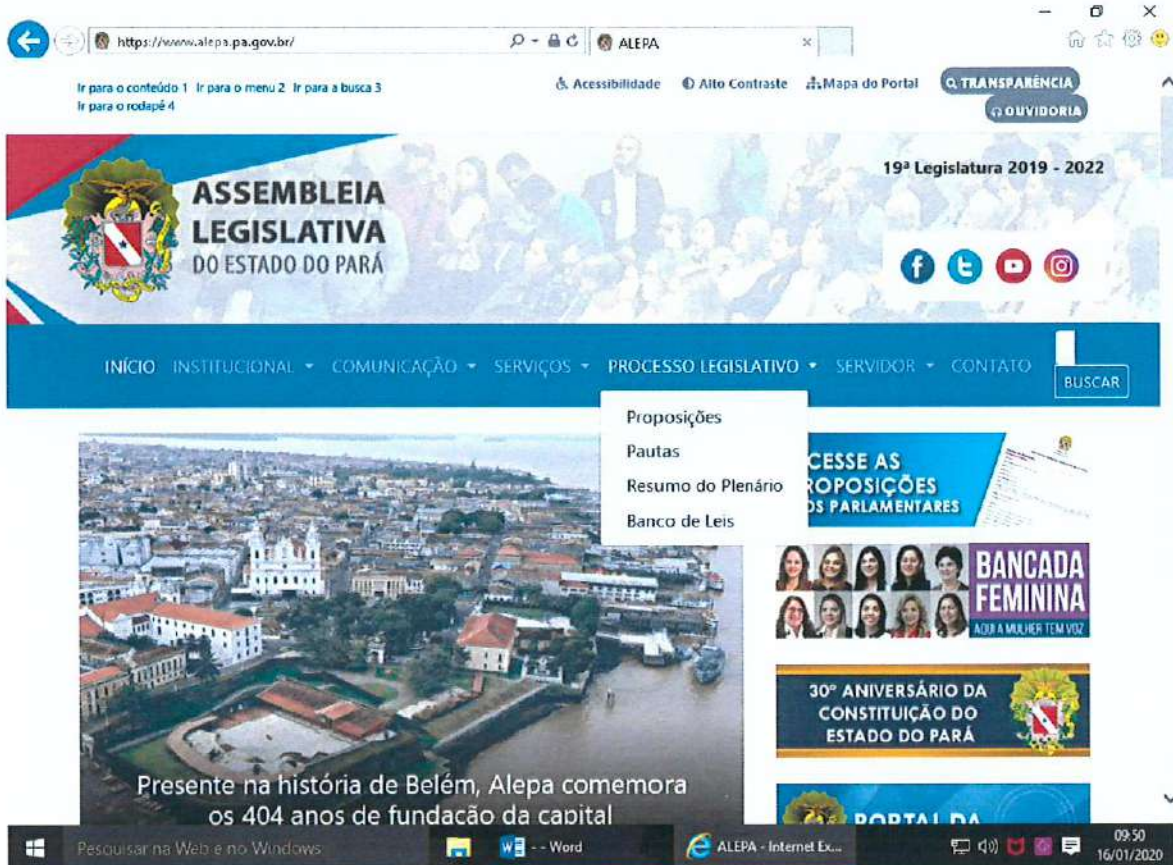 https://www.alepa.pa.gov.br/
ALEPA
Ir para o conteúdo 1 Ir para o menu 2 Ir para a busca 3
Ir para o rodapé 4
Acessibilidade Alto Contraste Mapa do Portal TRANSPARÊNCIA
OUVIDORIA
19ª Legislatura 2019 - 2022
ASSEMBLEIA
LEGISLATIVA
DO ESTADO DO PARÁ
INÍCIO INSTITUCIONAL COMUNICAÇÃO SERVIÇOS PROCESSO LEGISLATIVO SERVIDOR CONTATO
BUSCAR
Proposições
Pautas
Resumo do Plenário
Banco de Leis
CESSE AS
ROPOSIÇÕES
OS PARLAMENTARES
BANCADA
FEMININA
AQUI A MULHER TEM VOZ
30º ANIVERSÁRIO DA
CONSTITUIÇÃO DO
ESTADO DO PARÁ
Presente na história de Belém, Alepa comemora
os 404 anos de fundação da capital
PORTAL DA
Pesquisar na Web e no Windows
- - Word
ALEPA - Internet Ex...
09:50
16/01/2020